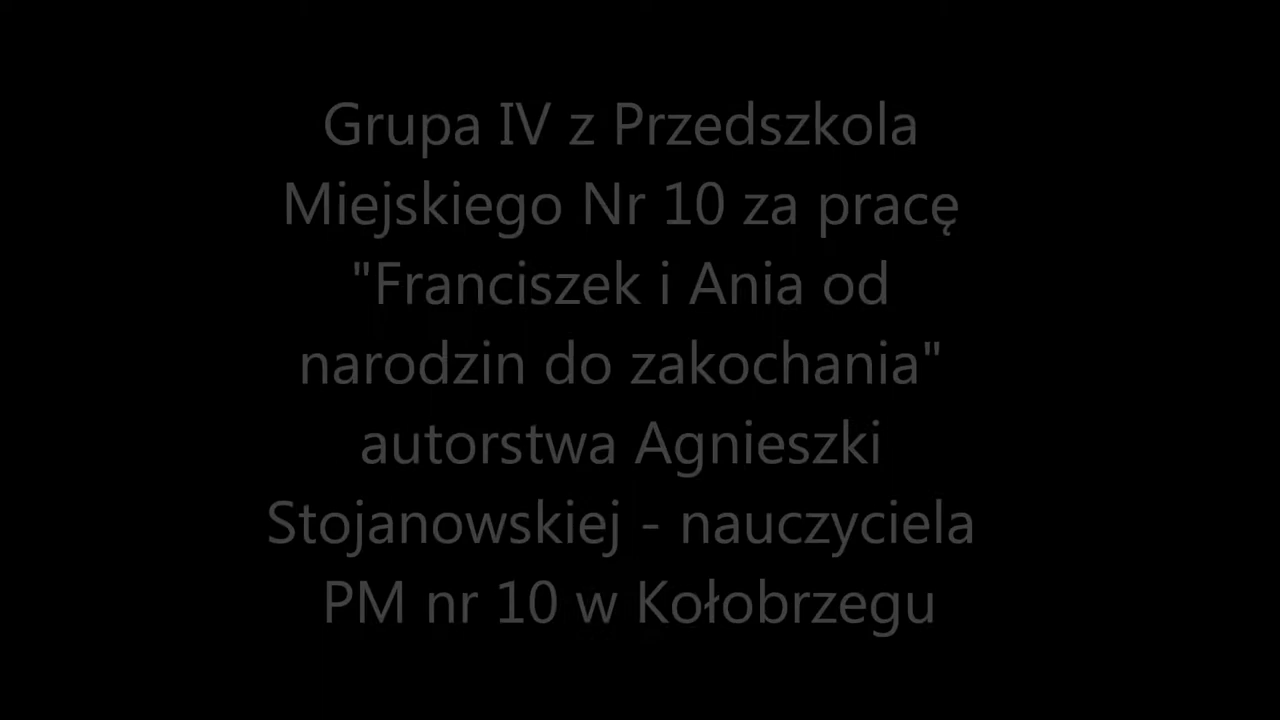 Grupa IV z Przedszkola
Miejskiego Nr 10 za pracę
"Franciszek i Ania od
narodzin do zakochania"
autorstwa Agnieszki
Stojanowskiej - nauczyciela
PM nr 10 w Kołobrzegu